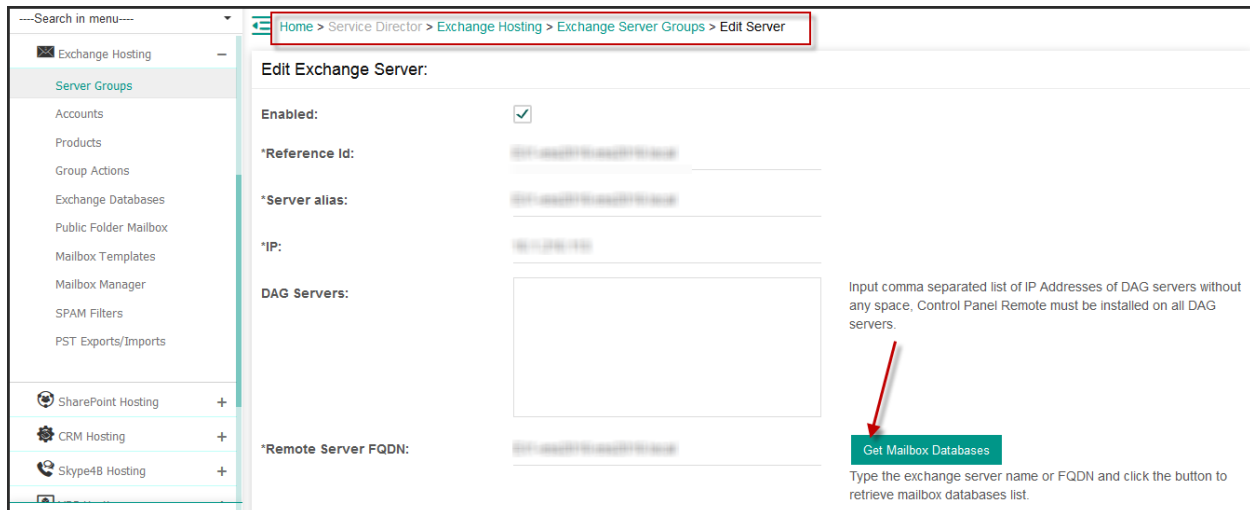 ----Search in menu----
Home > Service Director > Exchange Hosting > Exchange Server Groups > Edit Server
Exchange Hosting
Server Groups
Accounts
Products
Group Actions
Exchange Databases
Public Folder Mailbox
Mailbox Templates
Mailbox Manager
SPAM Filters
PST Exports/Imports
SharePoint Hosting
CRM Hosting
Skype4B Hosting
Edit Exchange Server:
Enabled:
*Reference Id:
*Server alias:
*IP:
DAG Servers:
Input comma separated list of IP Addresses of DAG servers without
any space, Control Panel Remote must be installed on all DAG
servers.
*Remote Server FQDN:
Get Mailbox Databases
Type the exchange server name or FQDN and click the button to
retrieve mailbox databases list.